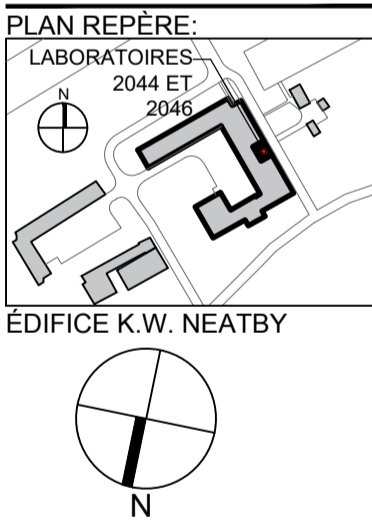 PLAN REPÈRE:
LABORATOIRES
2044 ET
2046
N
ÉDIFICE K.W. NEATBY
N